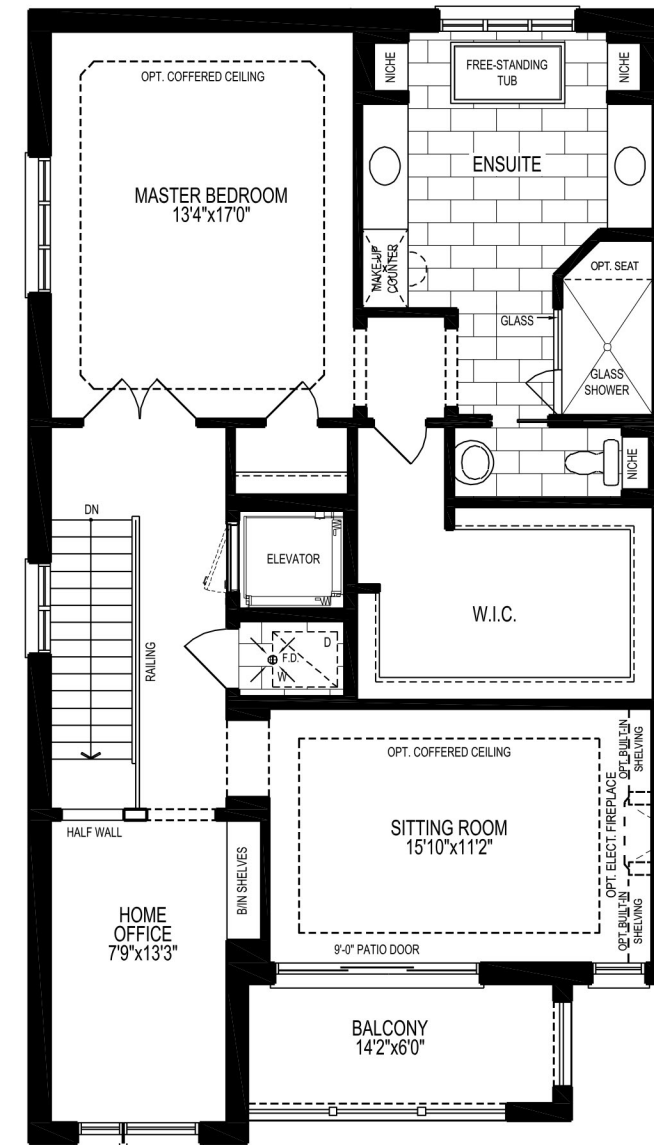 OPT. COFFERED CEILING
MASTER BEDROOM
13'4"x17'0"
NICHE
FREE-STANDING
TUB
NICHE
ENSUITE
MAKE-UP
COUNTER
OPT. SEAT
GLASS
GLASS
SHOWER
NICHE
DN
RAILING
ELEVATOR
D
F.D.
W
W.I.C.
OPT. COFFERED CEILING
SITTING ROOM
15'10"x11'2"
OPT. BUILT-IN
SHELVING
OPT. ELECT. FIREPLACE
OPT. BUILT-IN
SHELVING
HALF WALL
B/IN SHELVES
HOME
OFFICE
7'9"x13'3"
9'-0" PATIO DOOR
BALCONY
14'2"x6'0"